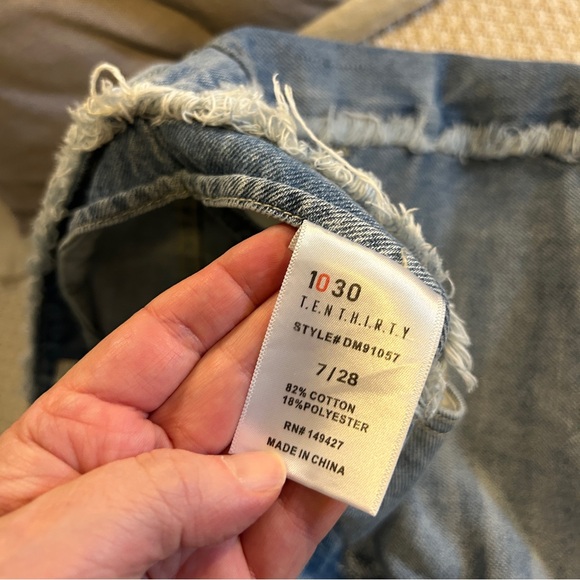 1030
T.E.N.T.H.I.R.T.Y
STYLE# DM91057
7/28
82% COTTON
18%POLYESTER
RN# 149427
MADE IN CHINA